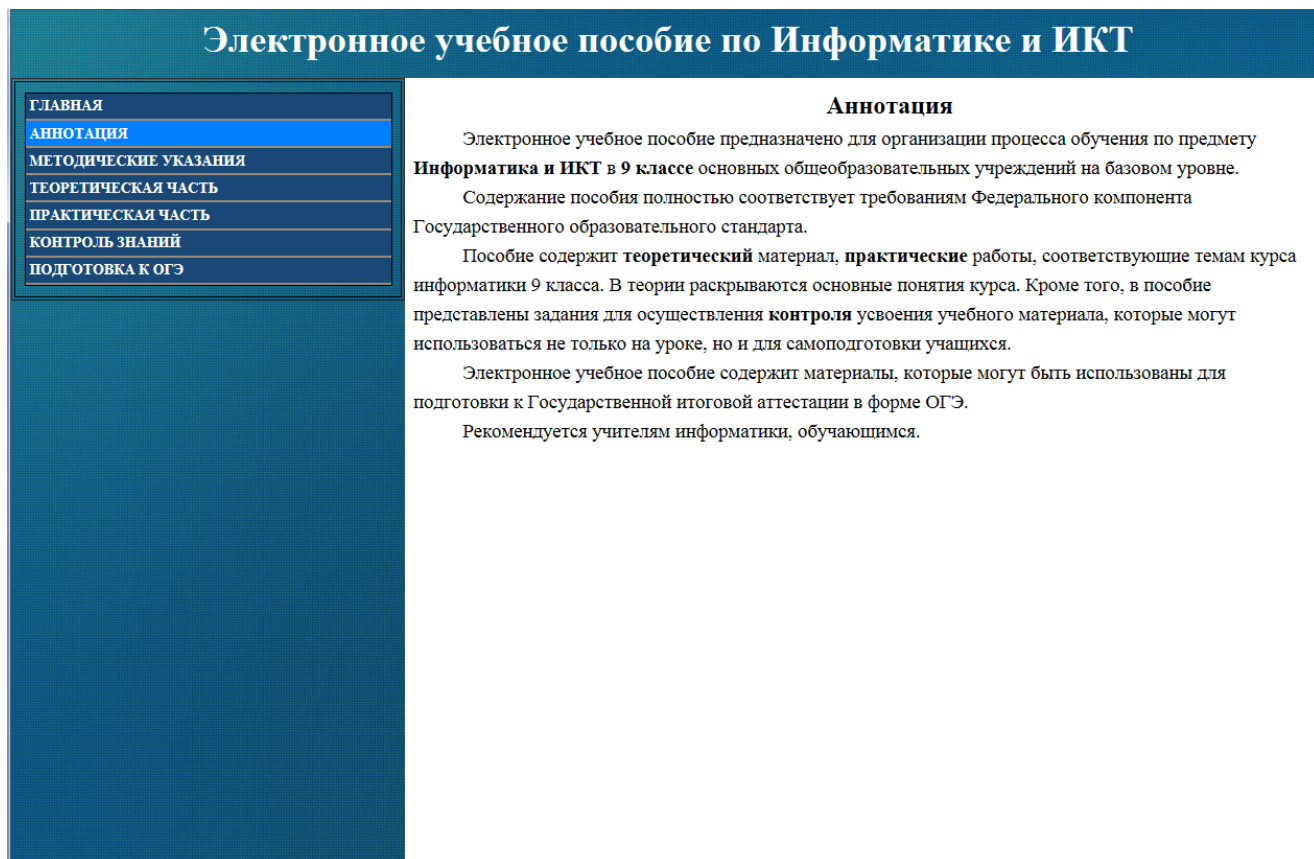 Электронное учебное пособие по Информатике и ИКТ
ГЛАВНАЯ
АННОТАЦИЯ
МЕТОДИЧЕСКИЕ УКАЗАНИЯ
ТЕОРЕТИЧЕСКАЯ ЧАСТЬ
ПРАКТИЧЕСКАЯ ЧАСТЬ
КОНТРОЛЬ ЗНАНИЙ
ПОДГОТОВКА К ОГЭ
Аннотация
Электронное учебное пособие предназначено для организации процесса обучения по предмету
Информатика и ИКТ в 9 классе основных общеобразовательных учреждений на базовом уровне.
Содержание пособия полностью соответствует требованиям Федерального компонента
Государственного образовательного стандарта.
Пособие содержит теоретический материал, практические работы, соответствующие темам курса
информатики 9 класса. В теории раскрываются основные понятия курса. Кроме того, в пособие
представлены задания для осуществления контроля усвоения учебного материала, которые могут
использоваться не только на уроке, но и для самоподготовки учащихся.
Электронное учебное пособие содержит материалы, которые могут быть использованы для
подготовки к Государственной итоговой аттестации в форме ОГЭ.
Рекомендуется учителям информатики, обучающимся.